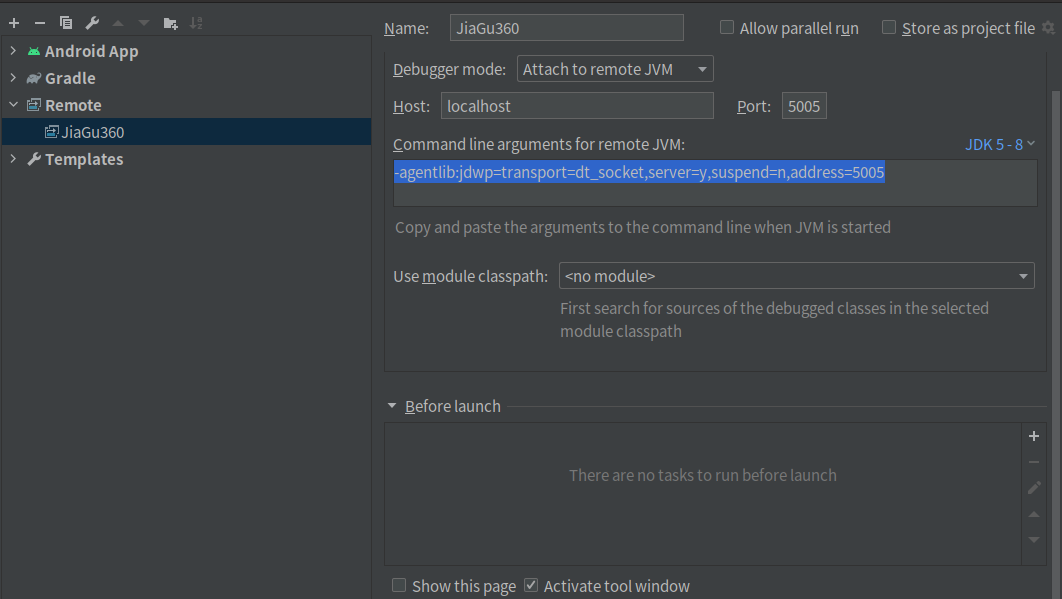 Android App
Gradle
Remote
JiaGu360
Templates
Name: JiaGu360 Allow parallel run Store as project file
Debugger mode: Attach to remote JVM
Host: localhost Port: 5005
Command line arguments for remote JVM: JDK 5 - 8
-agentlib:jdwp=transport=dt_socket,server=y,suspend=n,address=5005
Copy and paste the arguments to the command line when JVM is started
Use module classpath: <no module>
First search for sources of the debugged classes in the selected
module classpath
Before launch
There are no tasks to run before launch
Show this page Activate tool window